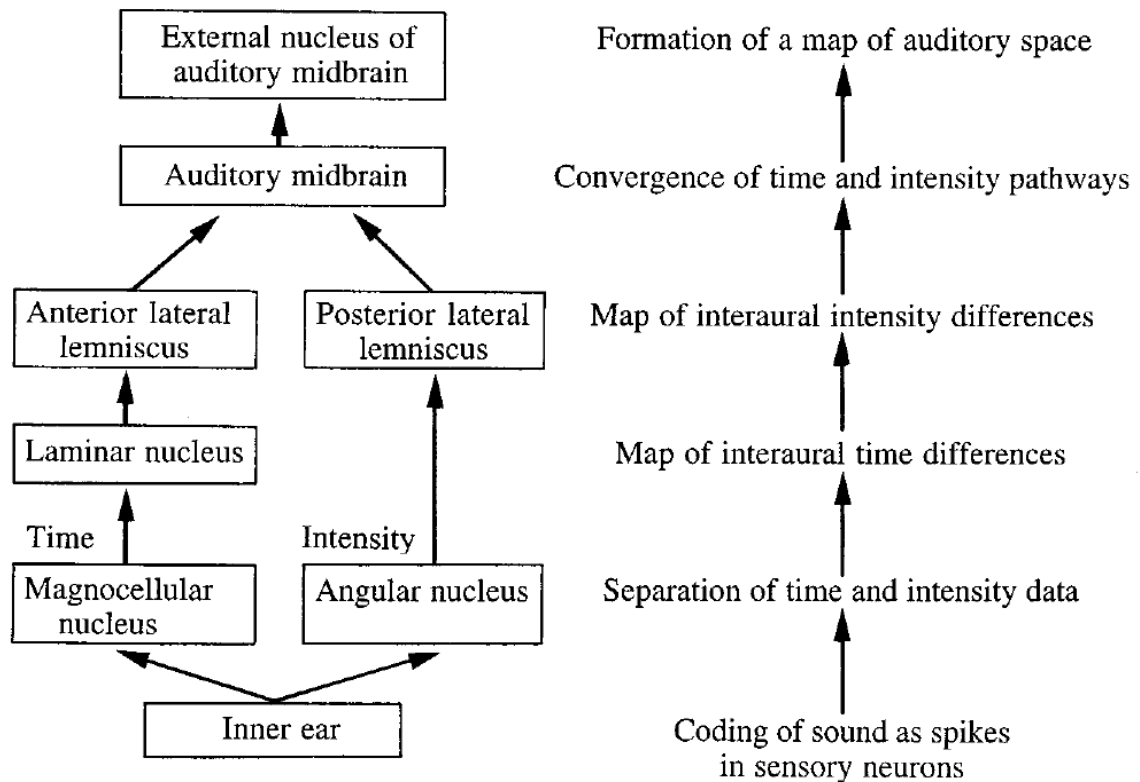 External nucleus of
auditory midbrain
Auditory midbrain
Anterior lateral
lemniscus
Posterior lateral
lemniscus
Laminar nucleus
Time
Intensity
Magnocellular
nucleus
Angular nucleus
Inner ear
Formation of a map of auditory space
Convergence of time and intensity pathways
Map of interaural intensity differences
Map of interaural time differences
Separation of time and intensity data
Coding of sound as spikes
in sensory neurons